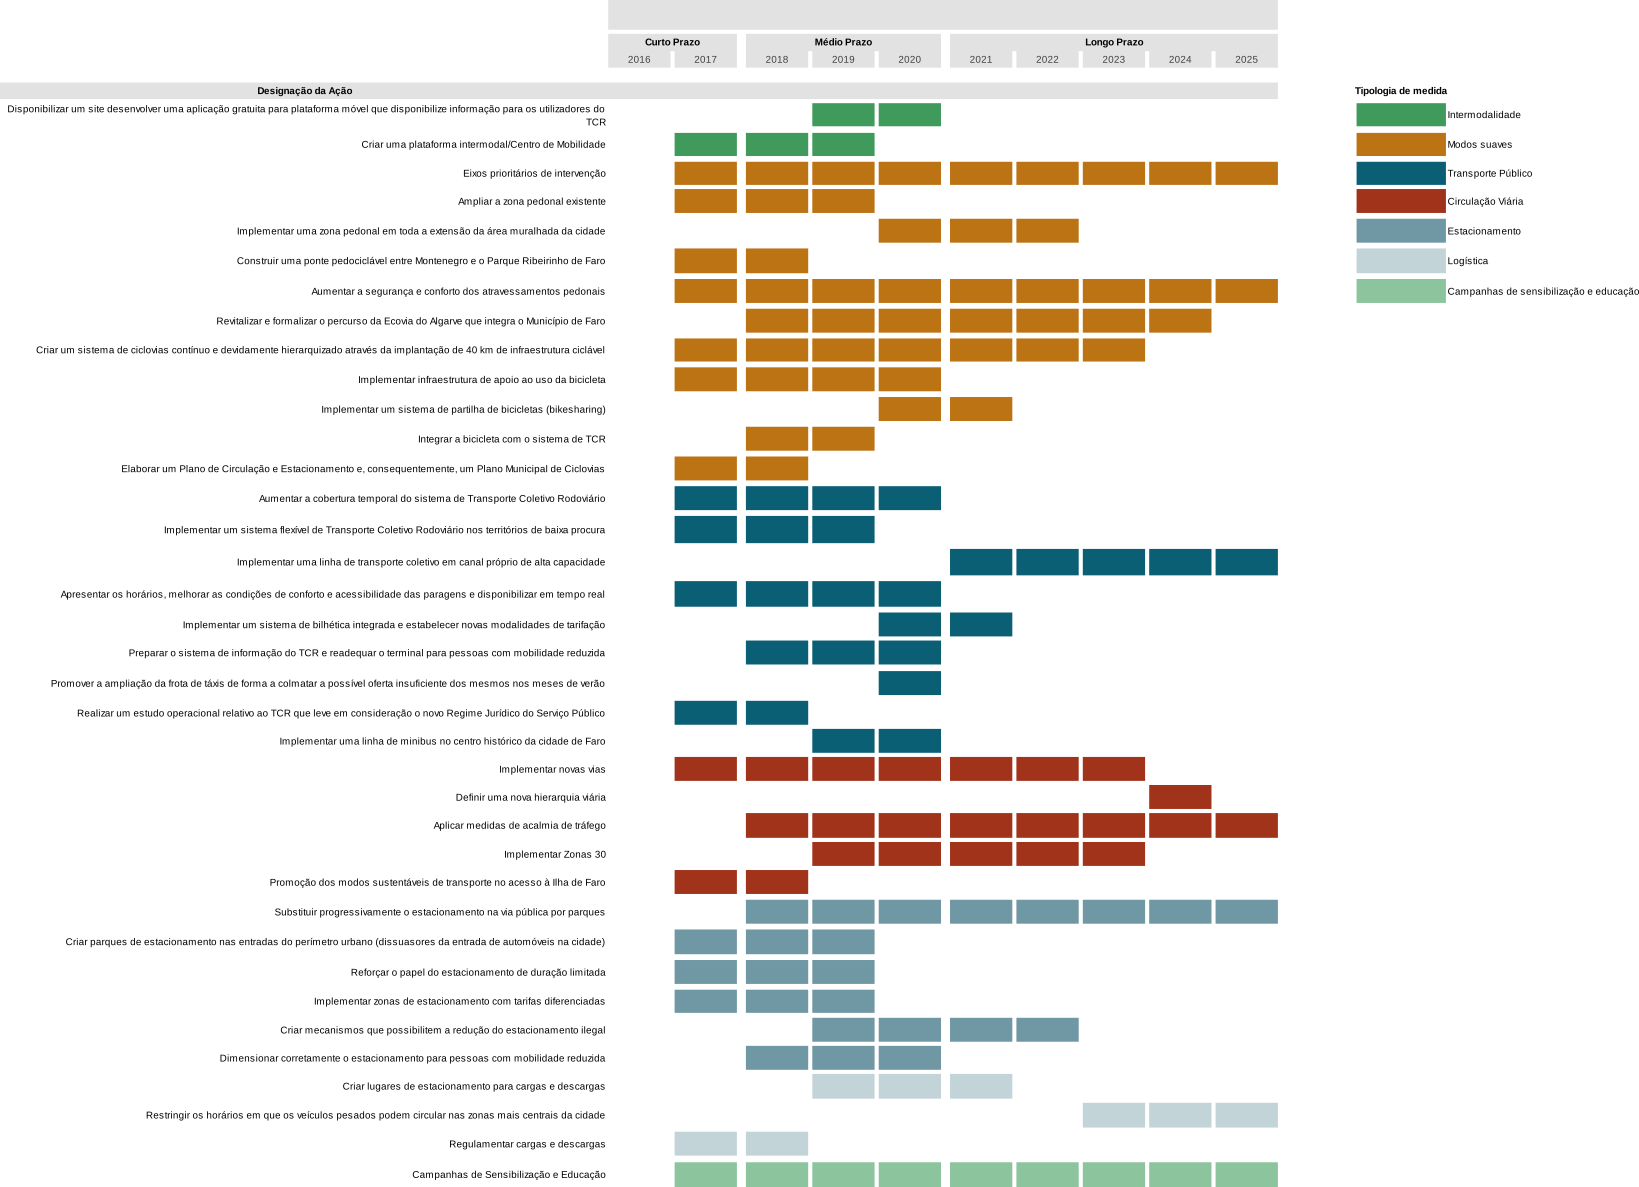 Curto Prazo Médio Prazo Longo Prazo
2016 2017 2018 2019 2020 2021 2022 2023 2024 2025
Designação da Ação Tipologia de medida
Disponibilizar um site desenvolver uma aplicação gratuita para plataforma móvel que disponibilize informação para os utilizadores do
TCR
Intermodalidade
Criar uma plataforma intermodal/Centro de Mobilidade Modos suaves
Eixos prioritários de intervenção Transporte Público
Ampliar a zona pedonal existente Circulação Viária
Implementar uma zona pedonal em toda a extensão da área muralhada da cidade Estacionamento
Construir uma ponte pedociclável entre Montenegro e o Parque Ribeirinho de Faro Logística
Aumentar a segurança e conforto dos atravessamentos pedonais Campanhas de sensibilização e educação
Revitalizar e formalizar o percurso da Ecovia do Algarve que integra o Município de Faro
Criar um sistema de ciclovias contínuo e devidamente hierarquizado através da implantação de 40 km de infraestrutura ciclável
Implementar infraestrutura de apoio ao uso da bicicleta
Implementar um sistema de partilha de bicicletas (bikesharing)
Integrar a bicicleta com o sistema de TCR
Elaborar um Plano de Circulação e Estacionamento e, consequentemente, um Plano Municipal de Ciclovias
Aumentar a cobertura temporal do sistema de Transporte Coletivo Rodoviário
Implementar um sistema flexível de Transporte Coletivo Rodoviário nos territórios de baixa procura
Implementar uma linha de transporte coletivo em canal próprio de alta capacidade
Apresentar os horários, melhorar as condições de conforto e acessibilidade das paragens e disponibilizar em tempo real
Implementar um sistema de bilhética integrada e estabelecer novas modalidades de tarifação
Preparar o sistema de informação do TCR e readequar o terminal para pessoas com mobilidade reduzida
Promover a ampliação da frota de táxis de forma a colmatar a possível oferta insuficiente dos mesmos nos meses de verão
Realizar um estudo operacional relativo ao TCR que leve em consideração o novo Regime Jurídico do Serviço Público
Implementar uma linha de minibus no centro histórico da cidade de Faro
Implementar novas vias
Definir uma nova hierarquia viária
Aplicar medidas de acalmia de tráfego
Implementar Zonas 30
Promoção dos modos sustentáveis de transporte no acesso à Ilha de Faro
Substituir progressivamente o estacionamento na via pública por parques
Criar parques de estacionamento nas entradas do perímetro urbano (dissuasores da entrada de automóveis na cidade)
Reforçar o papel do estacionamento de duração limitada
Implementar zonas de estacionamento com tarifas diferenciadas
Criar mecanismos que possibilitem a redução do estacionamento ilegal
Dimensionar corretamente o estacionamento para pessoas com mobilidade reduzida
Criar lugares de estacionamento para cargas e descargas
Restringir os horários em que os veículos pesados podem circular nas zonas mais centrais da cidade
Regulamentar cargas e descargas
Campanhas de Sensibilização e Educação